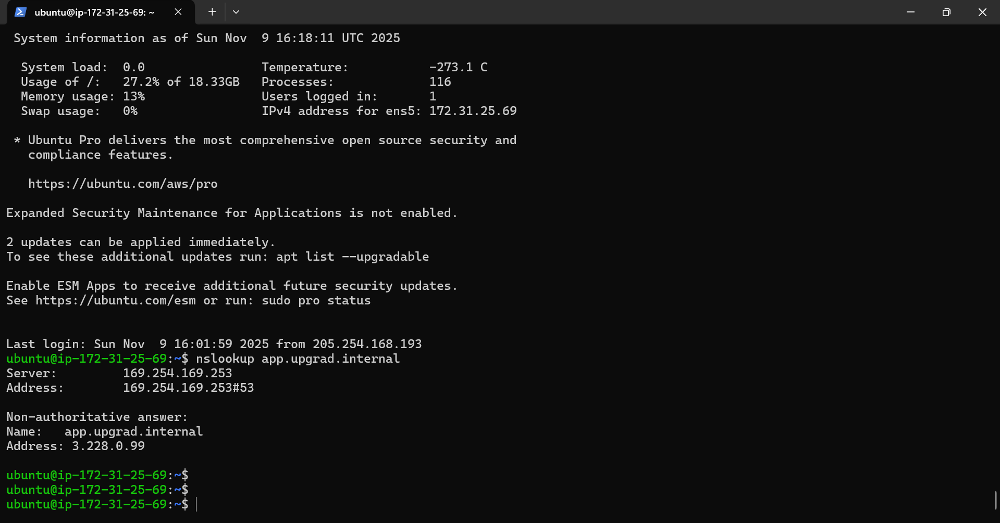 ubuntu@ip-172-31-25-69: ~
System information as of Sun Nov  9 16:18:11 UTC 2025
System load:  0.0                Temperature:           -273.1 C
Usage of /:   27.2% of 18.33GB   Processes:             116
Memory usage: 13%                Users logged in:       1
Swap usage:   0%                 IPv4 address for ens5: 172.31.25.69
* Ubuntu Pro delivers the most comprehensive open source security and
compliance features.
https://ubuntu.com/aws/pro
Expanded Security Maintenance for Applications is not enabled.
2 updates can be applied immediately.
To see these additional updates run: apt list --upgradable
Enable ESM Apps to receive additional future security updates.
See https://ubuntu.com/esm or run: sudo pro status
Last login: Sun Nov  9 16:01:59 2025 from 205.254.168.193
ubuntu@ip-172-31-25-69:~$ nslookup app.upgrad.internal
Server:         169.254.169.253
Address:        169.254.169.253#53
Non-authoritative answer:
Name:   app.upgrad.internal
Address: 3.228.0.99
ubuntu@ip-172-31-25-69:~$
ubuntu@ip-172-31-25-69:~$
ubuntu@ip-172-31-25-69:~$